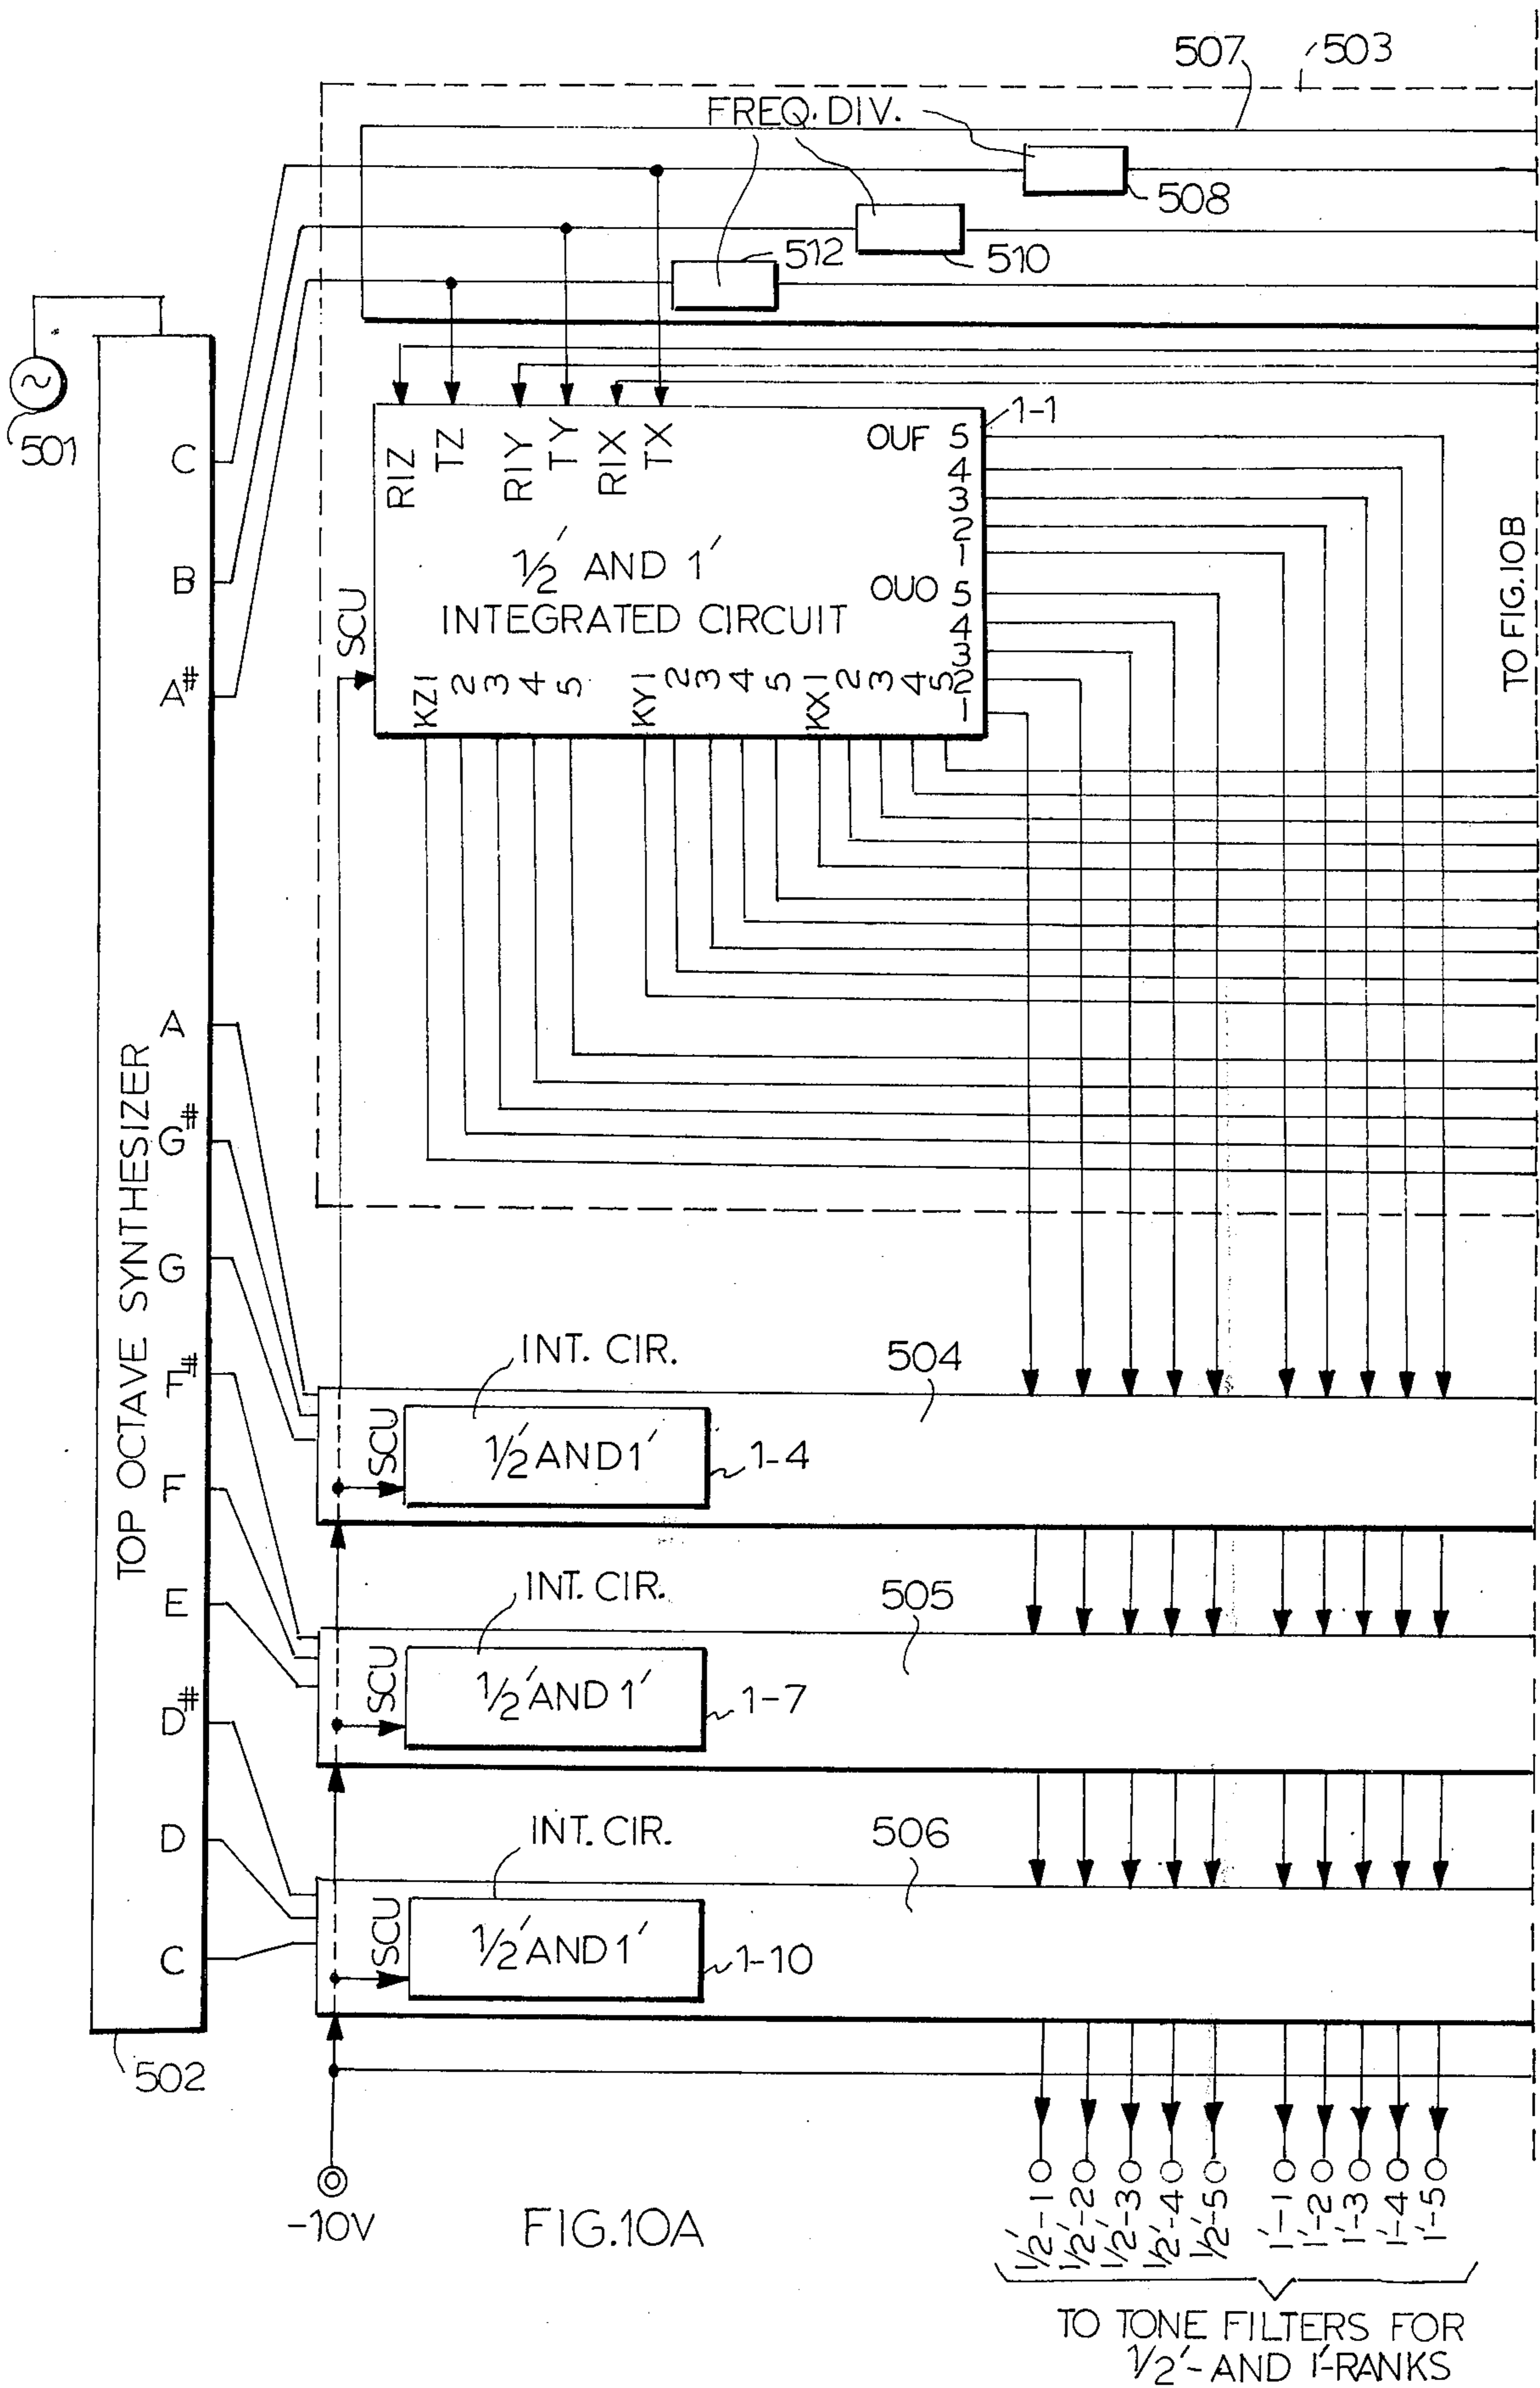 507
503
FREQ. DIV.
508
510
512
501
C
B
A#
A
G#
G
F#
F
E
D#
D
C
TOP OCTAVE SYNTHESIZER
502
RIZ
TZ
RIY
TY
RIX
TX
1-1
OUF 5
4
3
2
1
OUO 5
4
3
2
1
1/2' AND 1'
INTEGRATED CIRCUIT
SCU
KZ1
2
3
4
5
KY1
2
3
4
5
KX1
2
3
4
5
TO FIG.10B
INT. CIR.
504
SCU
1/2' AND 1'
1-4
INT. CIR.
505
SCU
1/2' AND 1'
1-7
INT. CIR.
506
SCU
1/2' AND 1'
1-10
-10V
FIG.10A
1/2'-1
1/2'-2
1/2'-3
1/2'-4
1/2'-5
1'-1
1'-2
1'-3
1'-4
1'-5
TO TONE FILTERS FOR
1/2'- AND 1'-RANKS